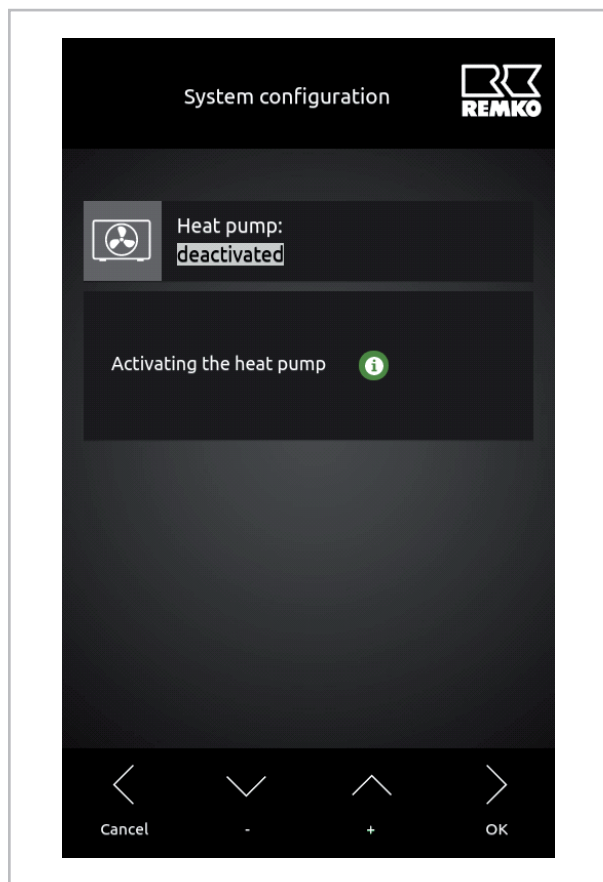 System configuration
REMKO
Heat pump:
deactivated
Activating the heat pump
Cancel
-
+
OK